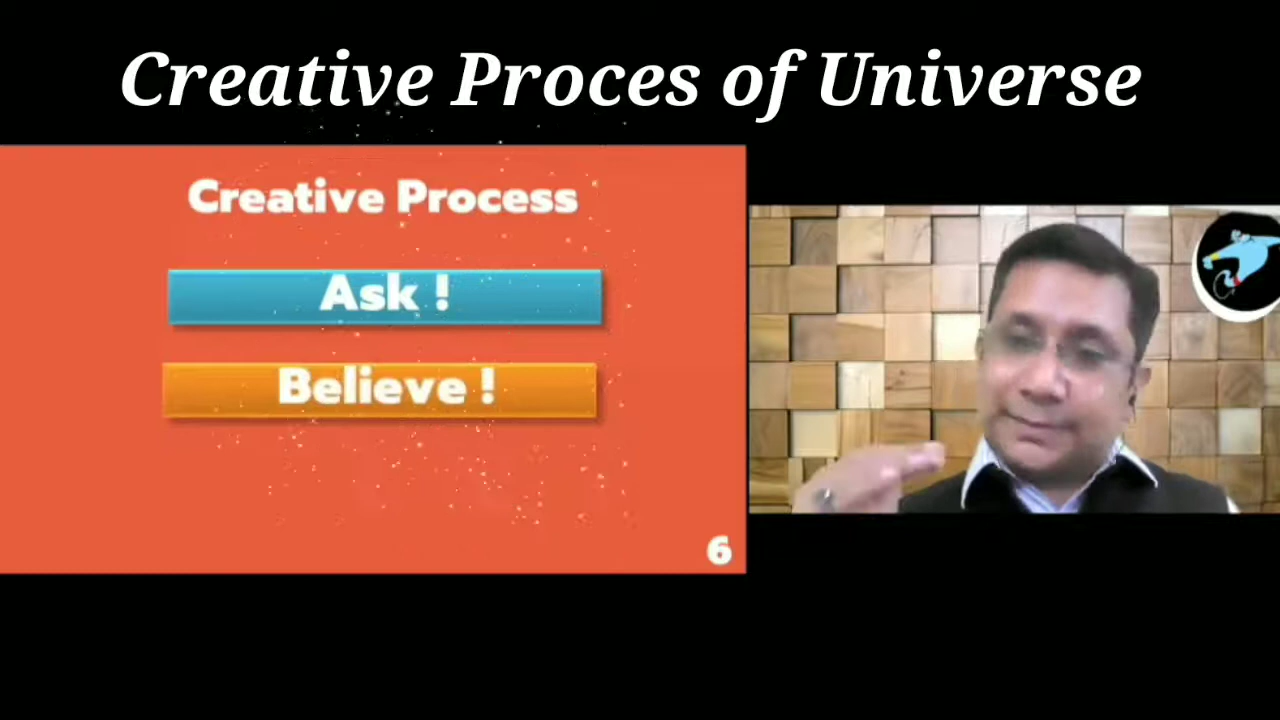 Creative Proces of Universe
Creative Process
Ask !
Believe !
6